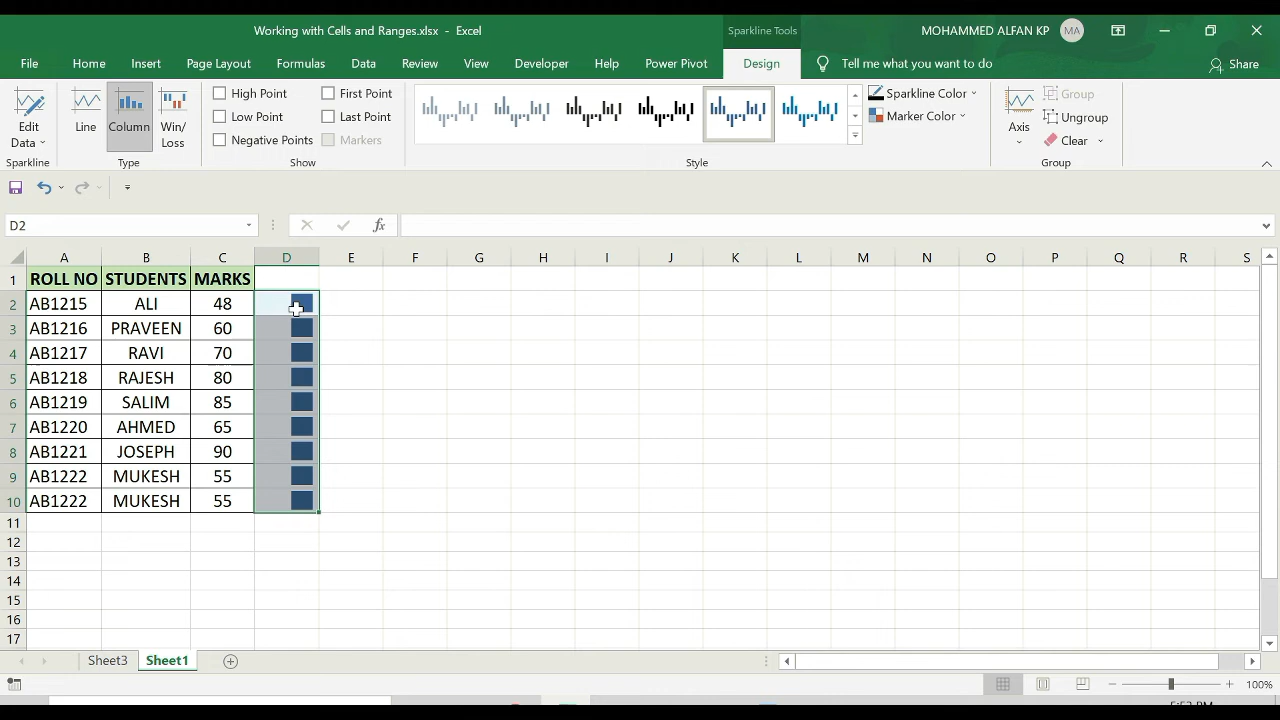 Working with Cells and Ranges.xlsx - Excel
Sparkline Tools
MOHAMMED ALFAN KP
MA
File Home Insert Page Layout Formulas Data Review View Developer Help Power Pivot Design Tell me what you want to do Share
Edit Data
Line
Column
Win/Loss
High Point
First Point
Low Point
Last Point
Negative Points
Markers
Sparkline Color
Marker Color
Axis
Group
Ungroup
Clear
Sparkline Type Show Style Group
D2
fx
A B C D E F G H I J K L M N O P Q R S
1 ROLL NO STUDENTS MARKS
2 AB1215 ALI 48
3 AB1216 PRAVEEN 60
4 AB1217 RAVI 70
5 AB1218 RAJESH 80
6 AB1219 SALIM 85
7 AB1220 AHMED 65
8 AB1221 JOSEPH 90
9 AB1222 MUKESH 55
10 AB1222 MUKESH 55
11
12
13
14
15
16
17
Sheet3 Sheet1
100%